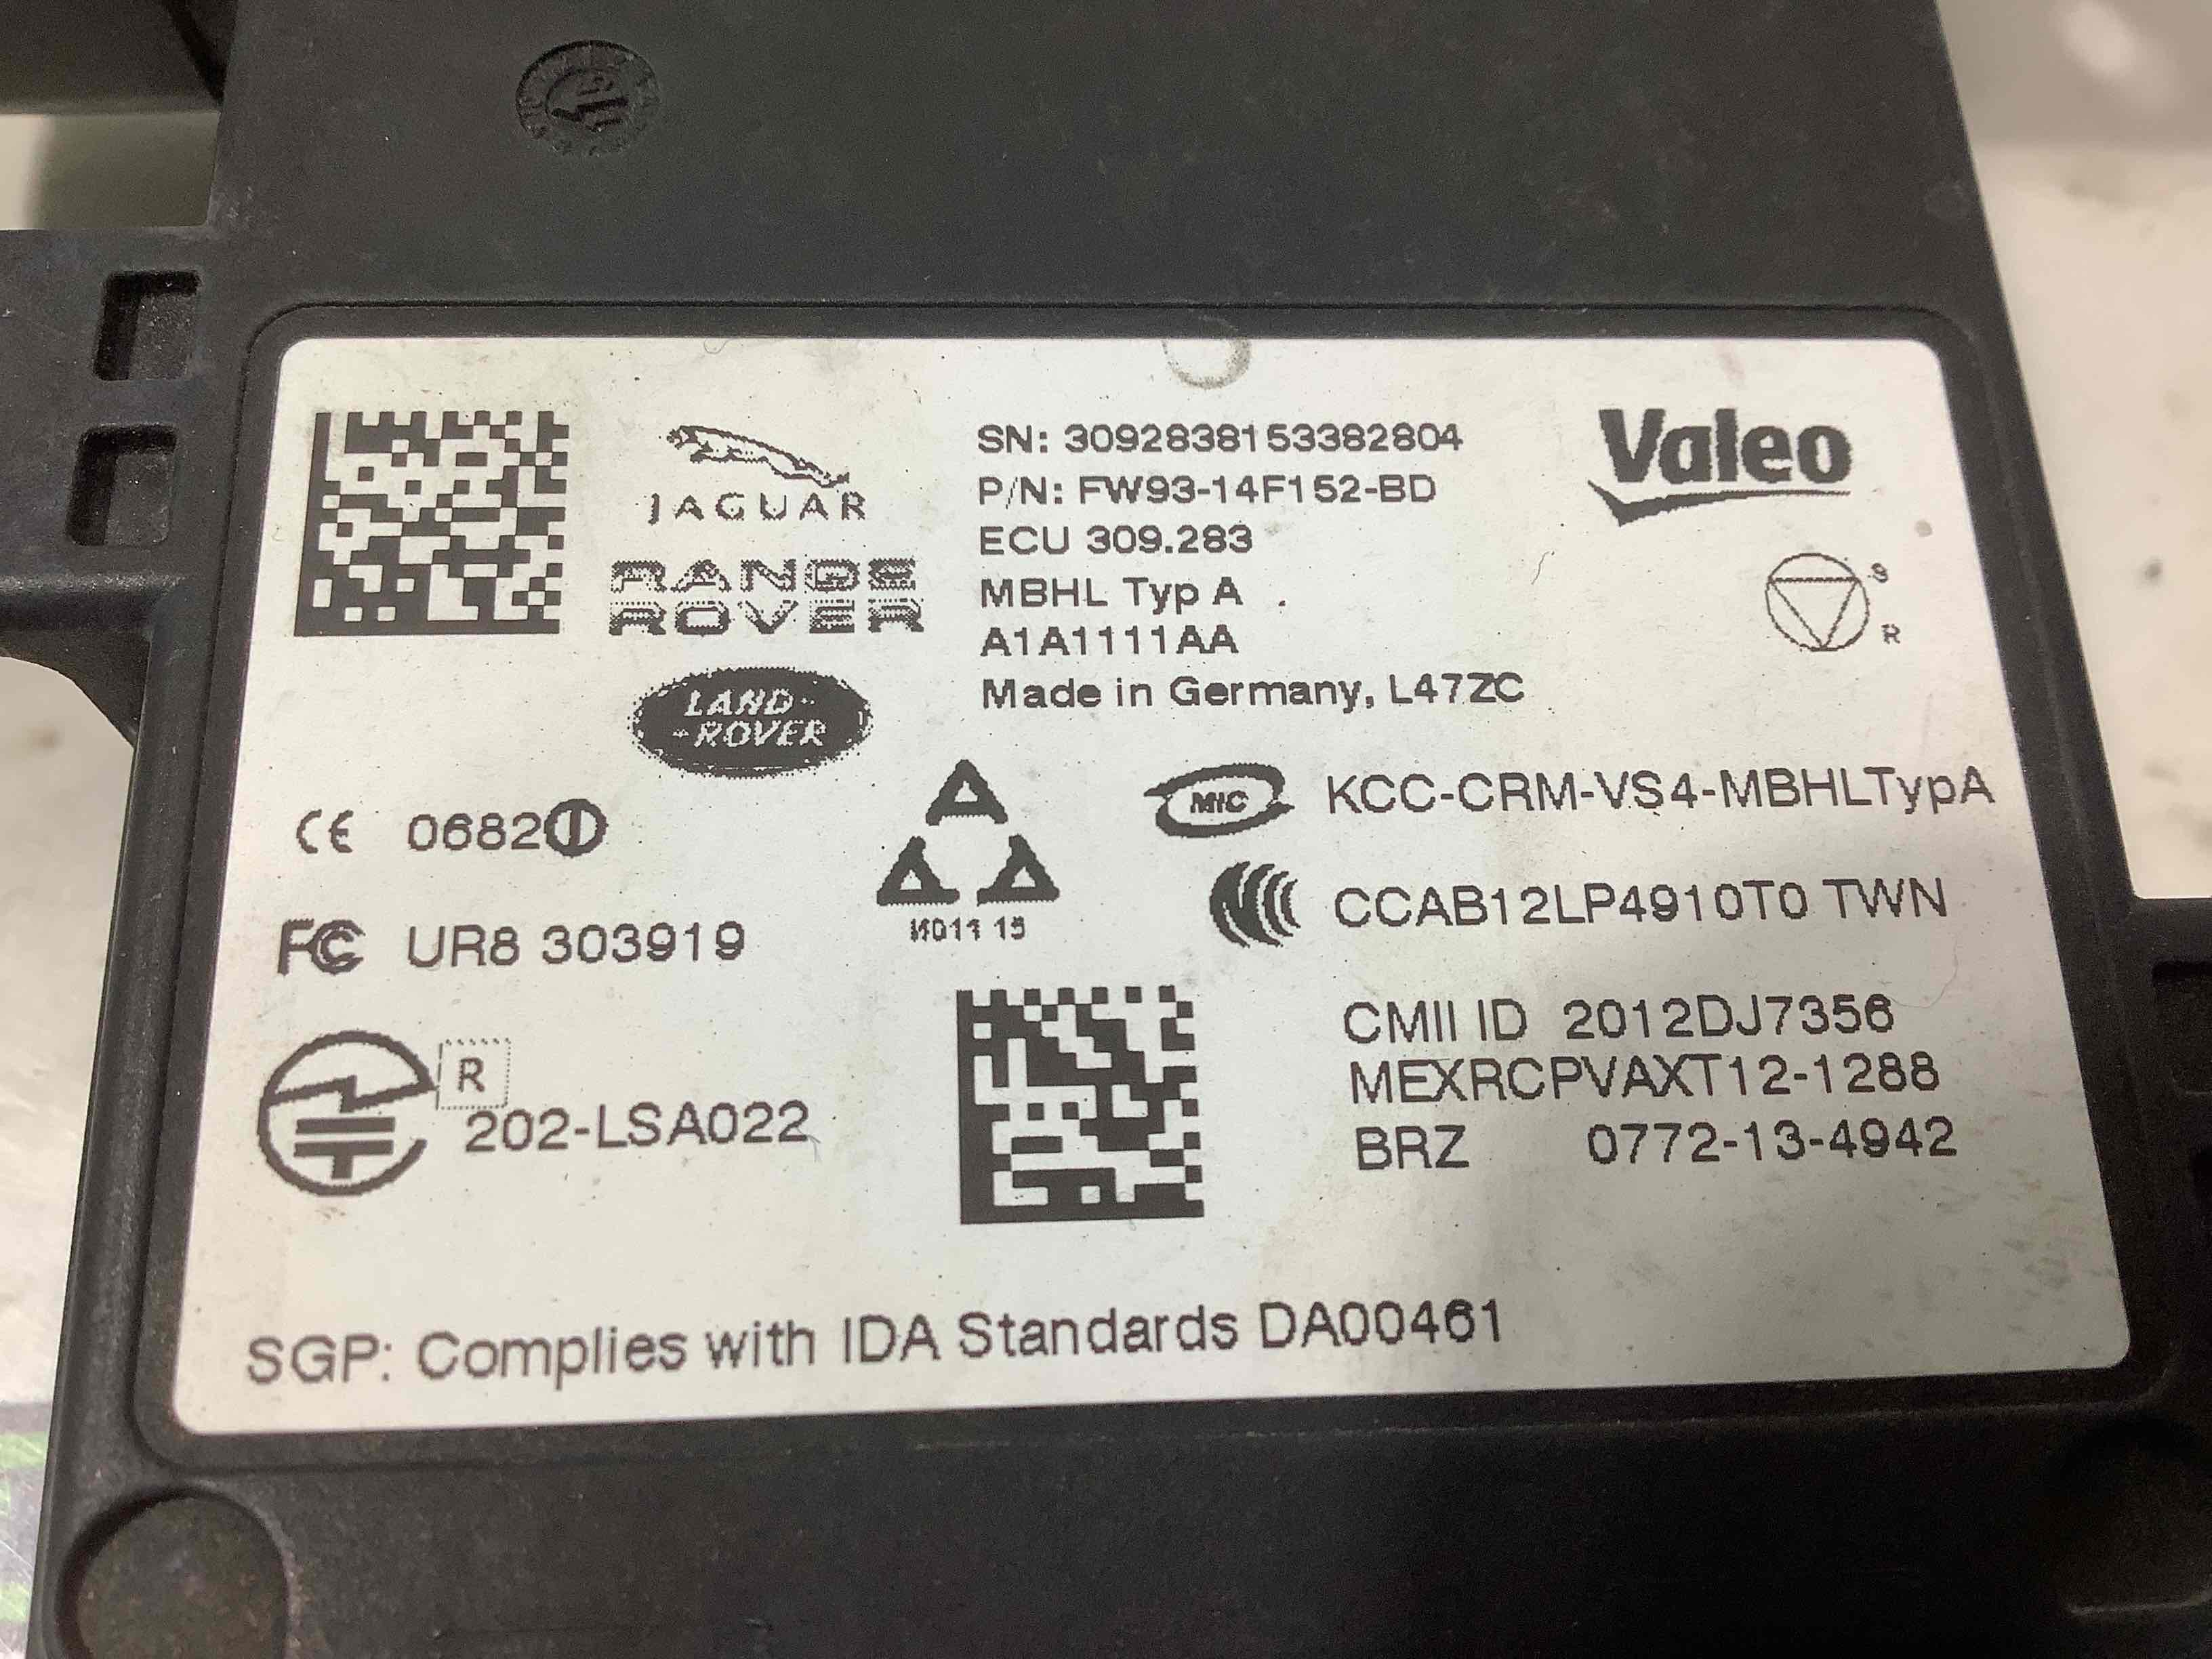 JAGUAR
RANGE
ROVER
LAND-
-ROVER
SN: 3092838153382804
P/N: FW93-14F152-BD
ECU 309.283
MBHL Typ A
A1A1111AA
Made in Germany, L47ZC
Valeo
S
R
CE 0682
FC UR8 303919
R
202-LSA022
MIC KCC-CRM-VS4-MBHLTypA
CCAB12LP4910T0 TWN
CMII ID 2012DJ7356
MEXRCPVAXT12-1288
BRZ 0772-13-4942
SGP: Complies with IDA Standards DA00461